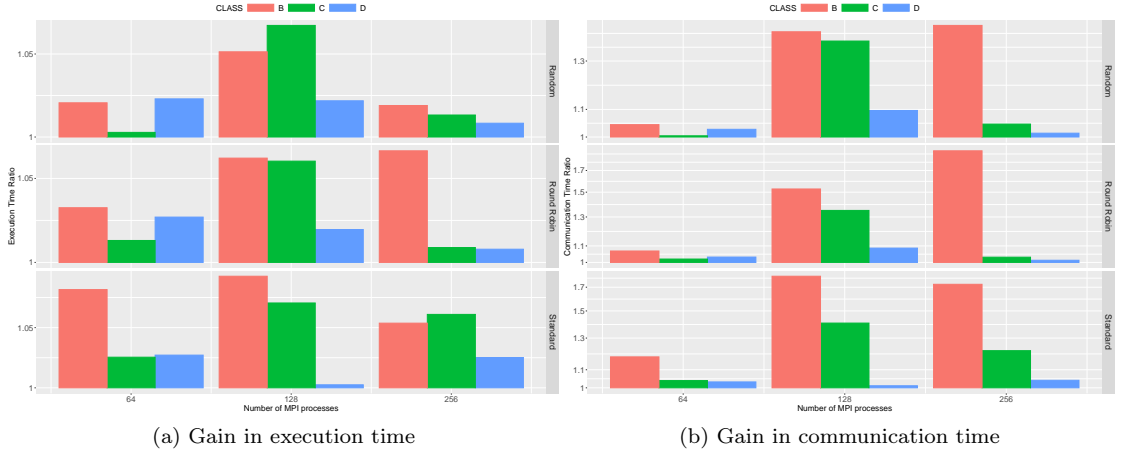 CLASS B C D
Execution Time Ratio
1.05
1
Random
1.05
1
Round Robin
1.05
1
Standard
64 128 256
Number of MPI processes
(a) Gain in execution time
CLASS B C D
Communication Time Ratio
1.3
1.1
1
Random
1.7
1.5
1.3
1.1
1
Round Robin
1.7
1.5
1.3
1.1
1
Standard
64 128 256
Number of MPI processes
(b) Gain in communication time